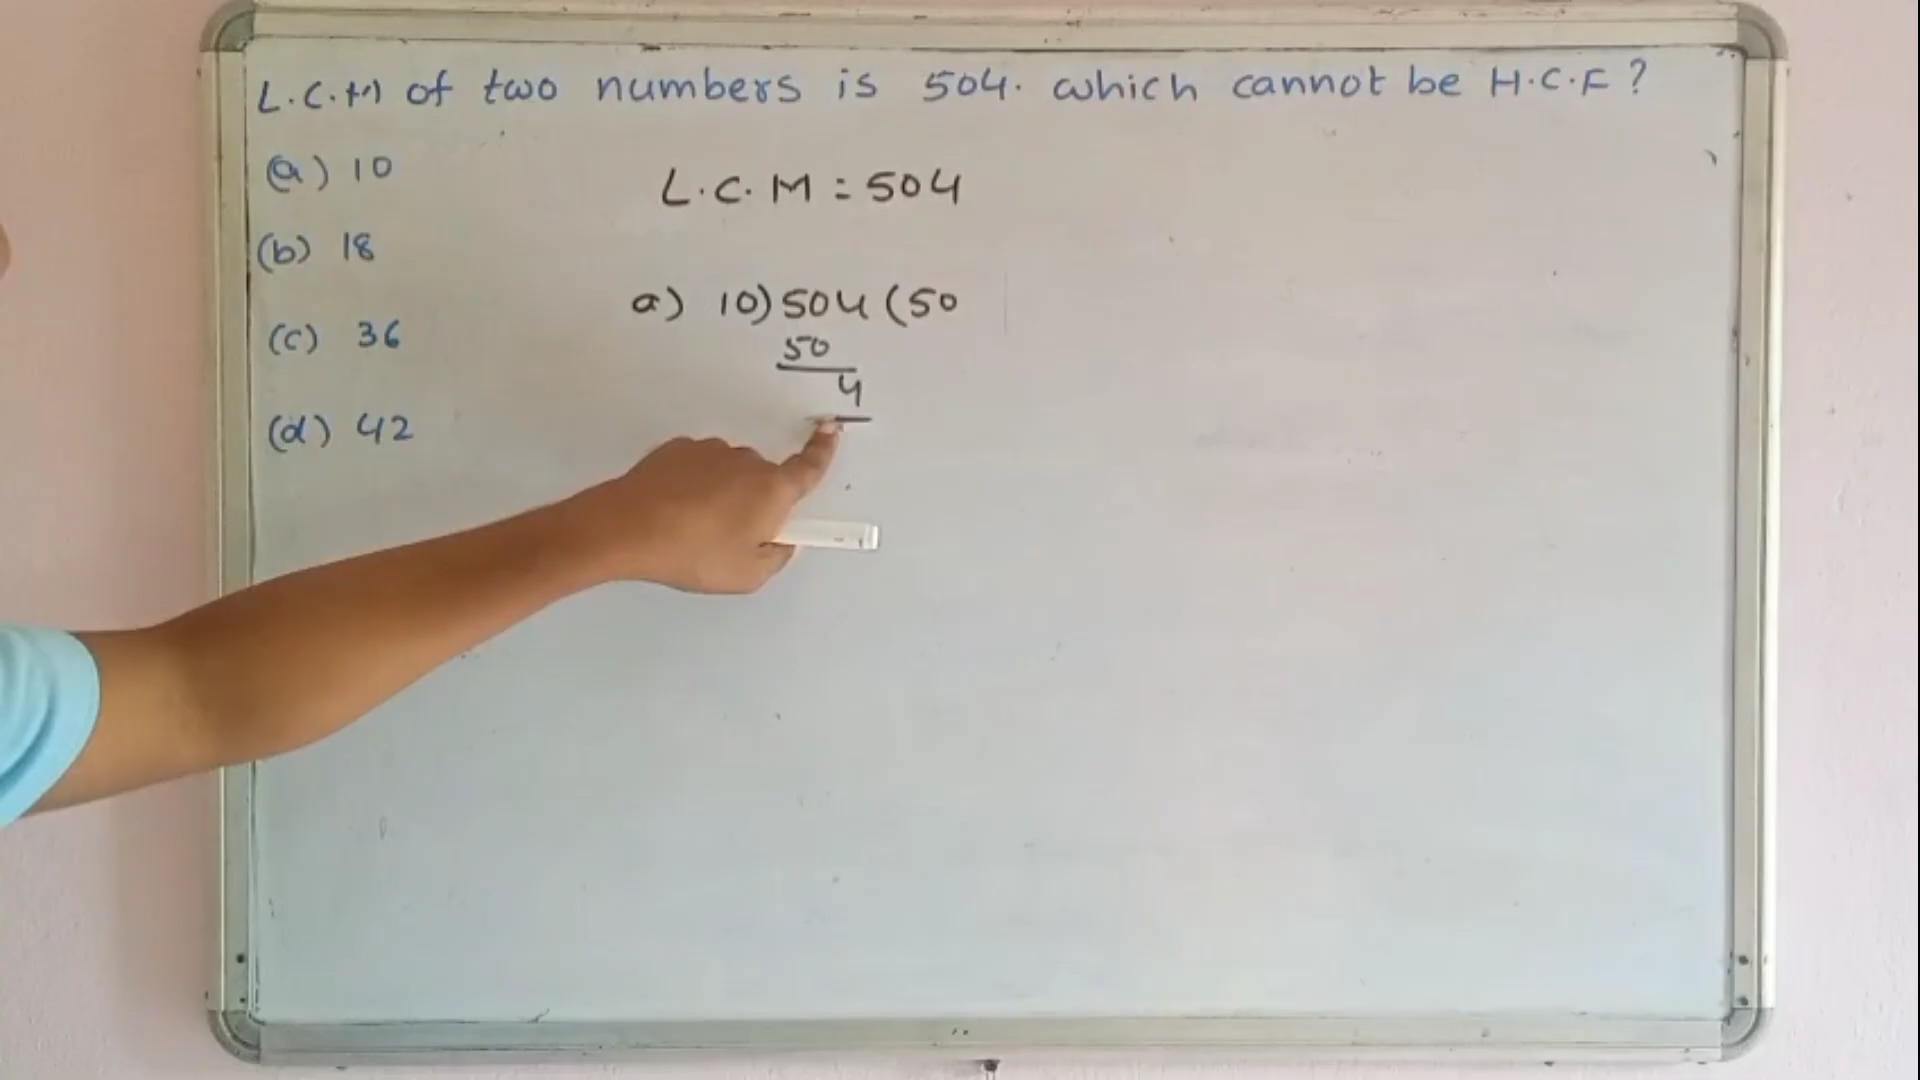 L.C.M of two numbers is 504. which cannot be H.C.F?
(a) 10
(b) 18
(c) 36
(d) 42
L.C.M = 504
a) 10)504(50
50
4